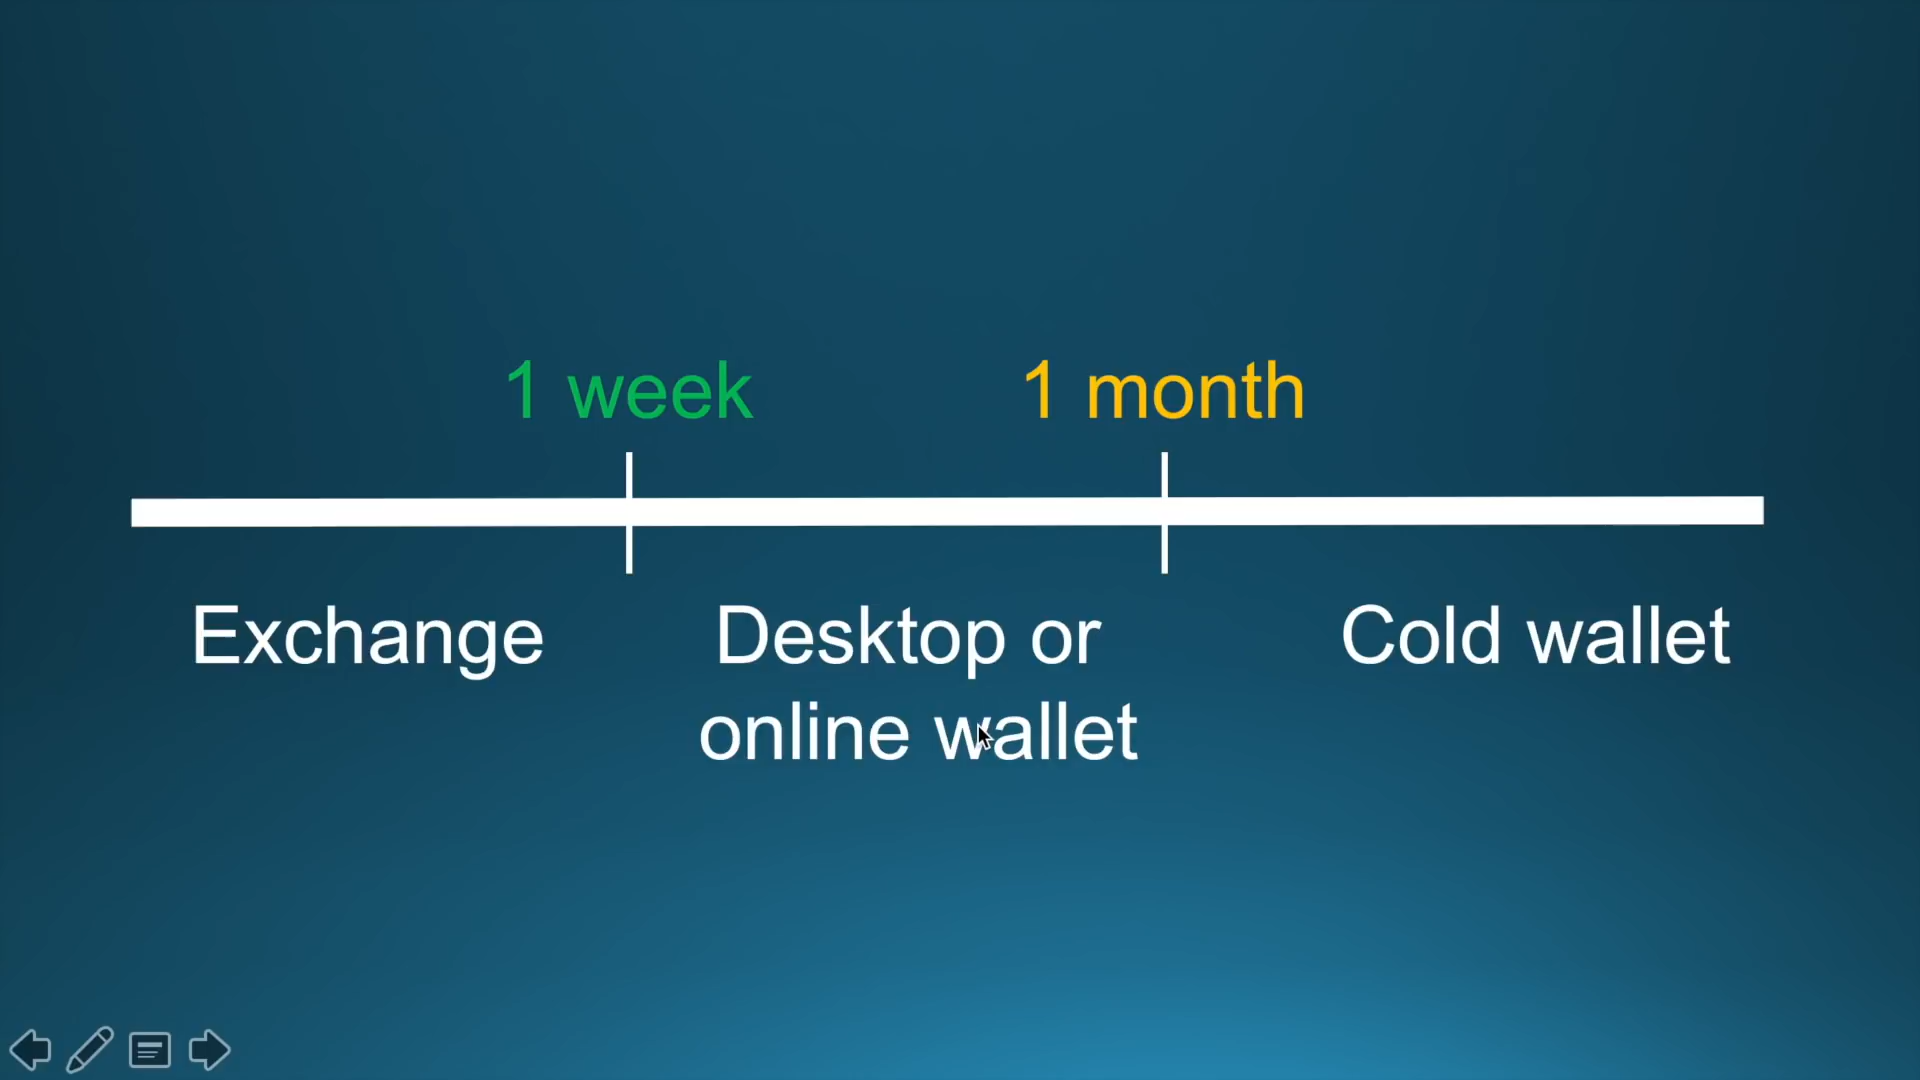 1 week
1 month
Exchange
Desktop or
online wallet
Cold wallet